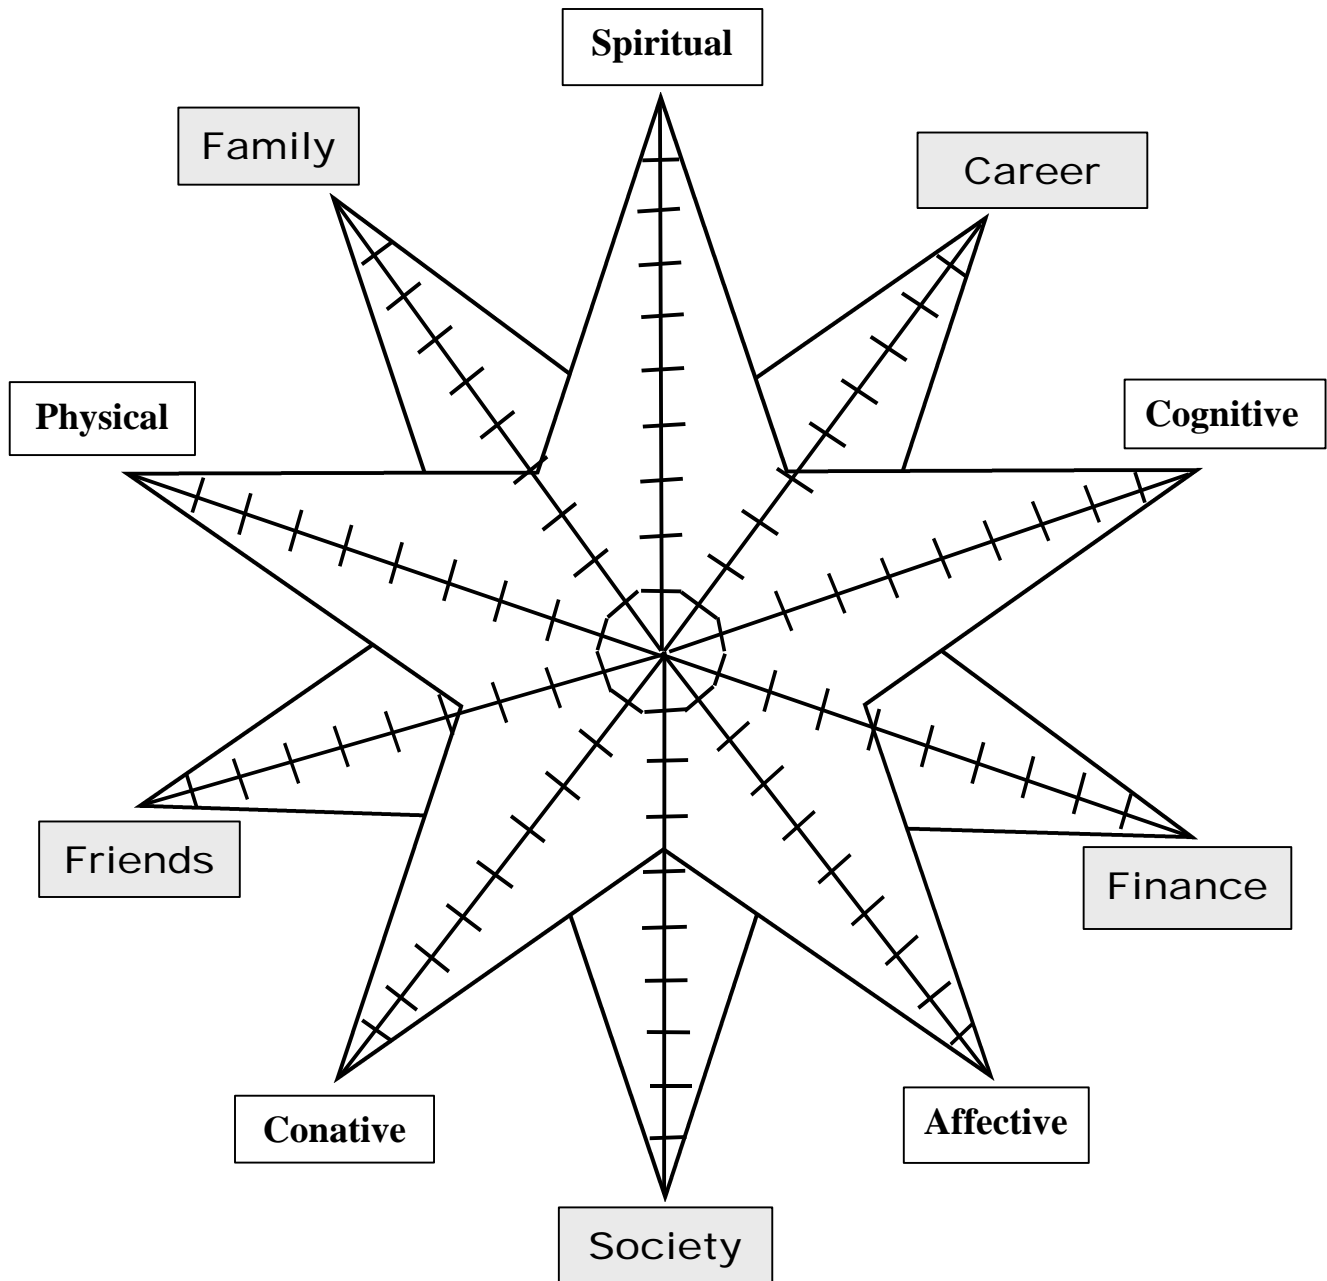 Spiritual
Family
Career
Physical
Cognitive
Friends
Finance
Conative
Affective
Society